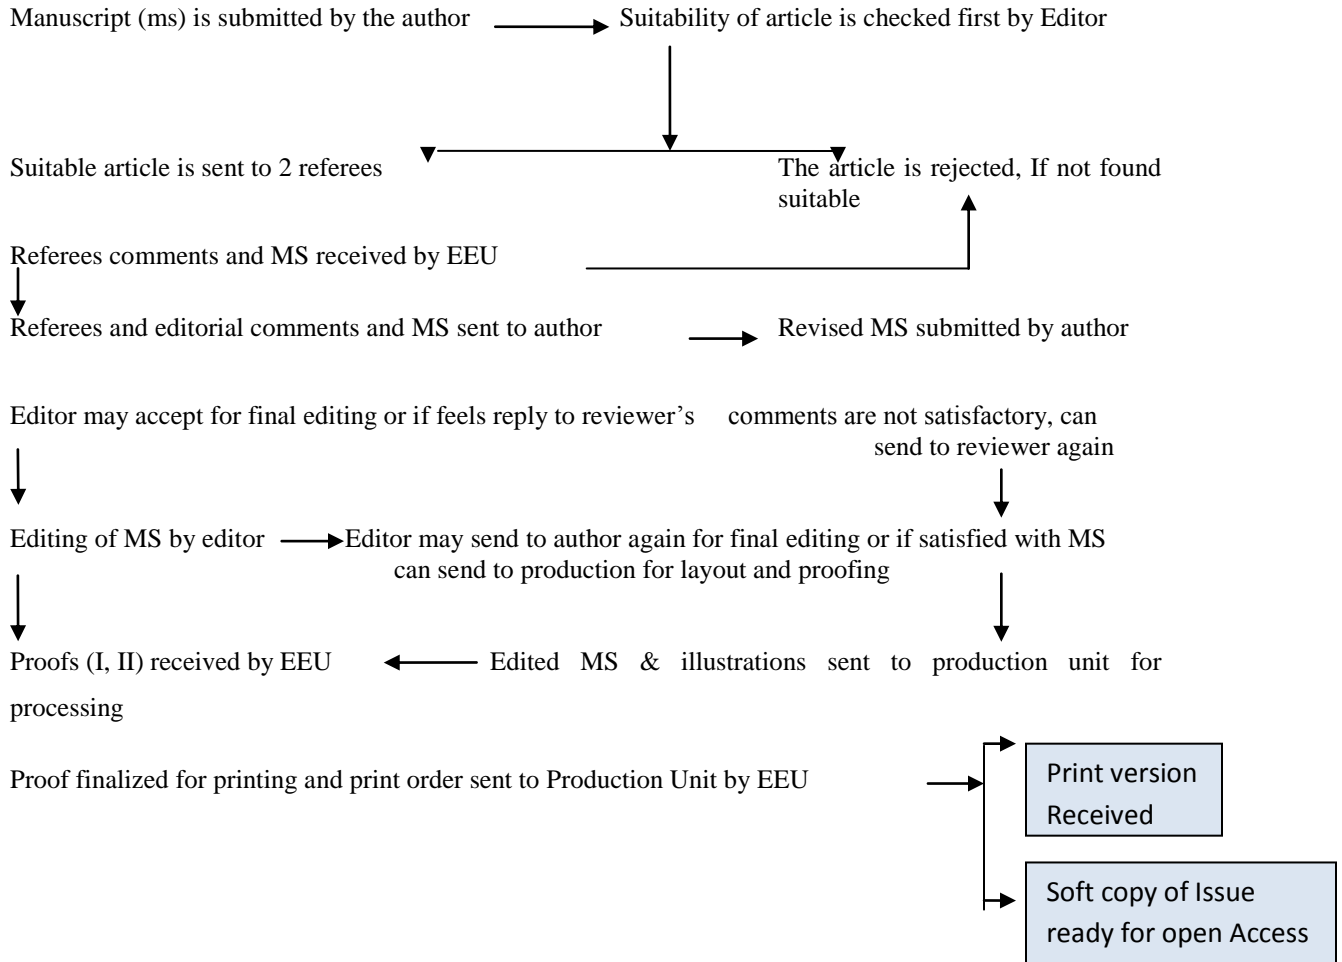 Manuscript (ms) is submitted by the author Suitability of article is checked first by Editor
Suitable article is sent to 2 referees The article is rejected, If not found
suitable
Referees comments and MS received by EEU
Referees and editorial comments and MS sent to author Revised MS submitted by author
Editor may accept for final editing or if feels reply to reviewer’s comments are not satisfactory, can
send to reviewer again
Editing of MS by editor Editor may send to author again for final editing or if satisfied with MS
can send to production for layout and proofing
Proofs (I, II) received by EEU Edited MS & illustrations sent to production unit for
processing
Proof finalized for printing and print order sent to Production Unit by EEU
Print version
Received
Soft copy of Issue
ready for open Access